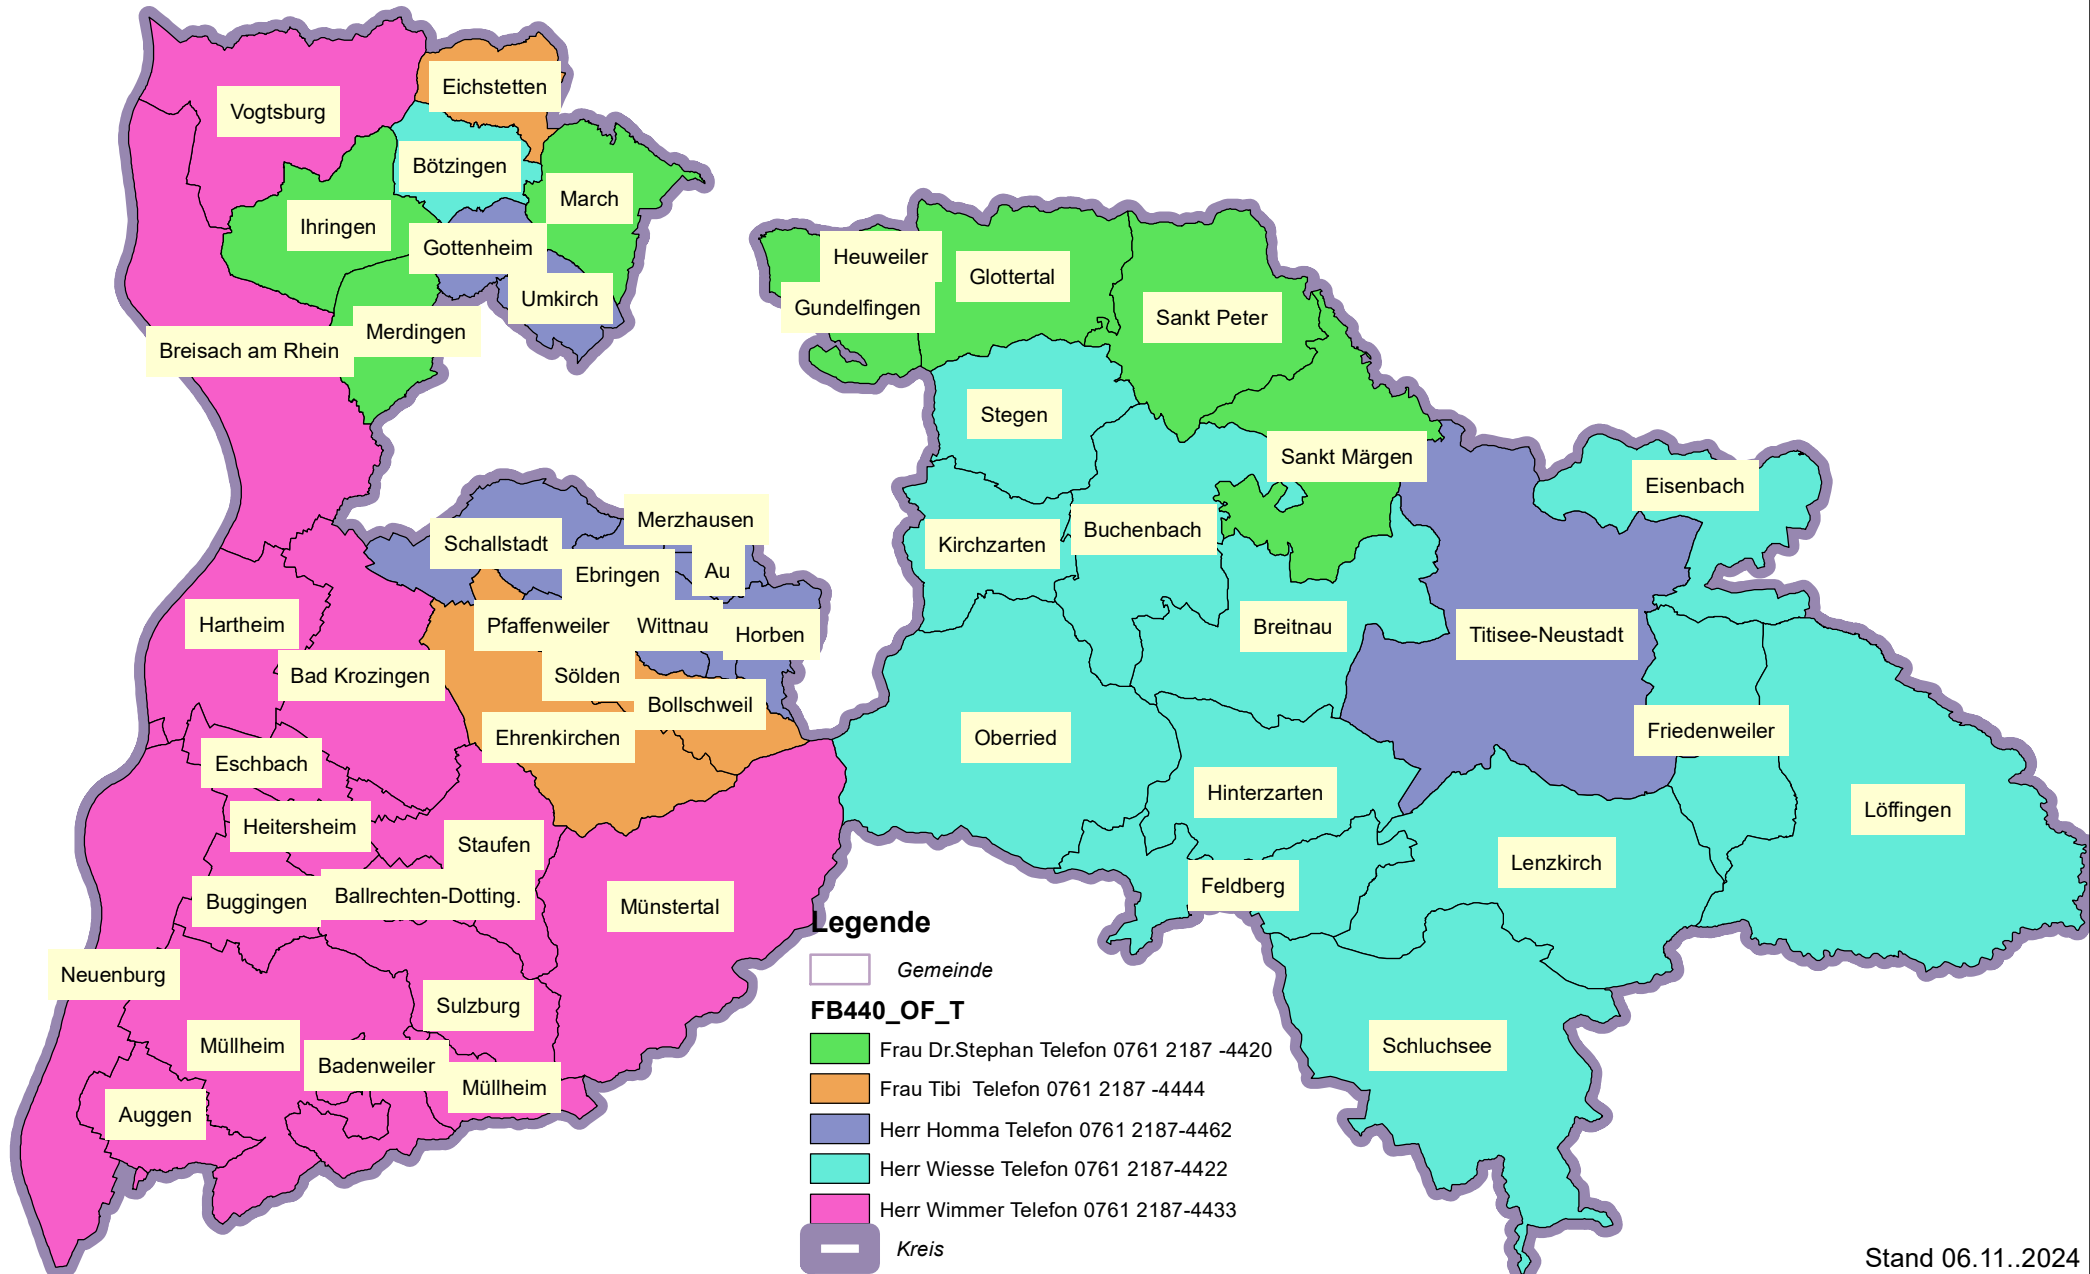 Eichstetten
Vogtsburg
Bötzingen
March
Ihringen
Gottenheim
Heuweiler
Glottertal
Umkirch
Gundelfingen
Sankt Peter
Merdingen
Breisach am Rhein
Stegen
Sankt Märgen
Eisenbach
Merzhausen
Buchenbach
Schallstadt
Kirchzarten
Au
Ebringen
Hartheim
Pfaffenweiler
Wittnau
Horben
Breitnau
Titisee-Neustadt
Bad Krozingen
Sölden
Bollschweil
Friedenweiler
Ehrenkirchen
Oberried
Eschbach
Hinterzarten
Löffingen
Heitersheim
Staufen
Lenzkirch
Feldberg
Ballrechten-Dotting.
Buggingen
Münstertal
Neuenburg
Sulzburg
Müllheim
Schluchsee
Badenweiler
Müllheim
Auggen
Legende
Gemeinde
FB440_OF_T
Frau Dr.Stephan Telefon 0761 2187 -4420
Frau Tibi  Telefon 0761 2187 -4444
Herr Homma Telefon 0761 2187-4462
Herr Wiesse Telefon 0761 2187-4422
Herr Wimmer Telefon 0761 2187-4433
Kreis
Stand 06.11..2024